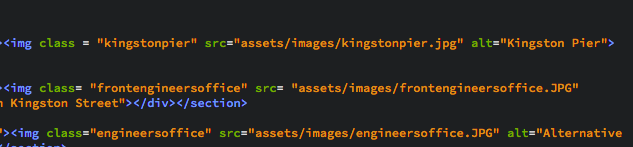 ><img class = "kingstonpier" src="assets/images/kingstonpier.jpg" alt="Kingston Pier">
><img class= "frontengineersoffice" src= "assets/images/frontengineersoffice.JPG"
n Kingston Street"></div></section>
"><img class="engineersoffice" src="assets/images/engineersoffice.JPG" alt="Alternative
</section>